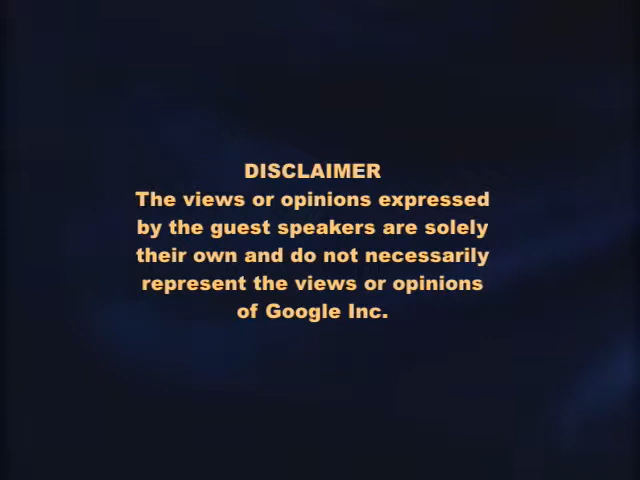 DISCLAIMER
The views or opinions expressed
by the guest speakers are solely
their own and do not necessarily
represent the views or opinions
of Google Inc.